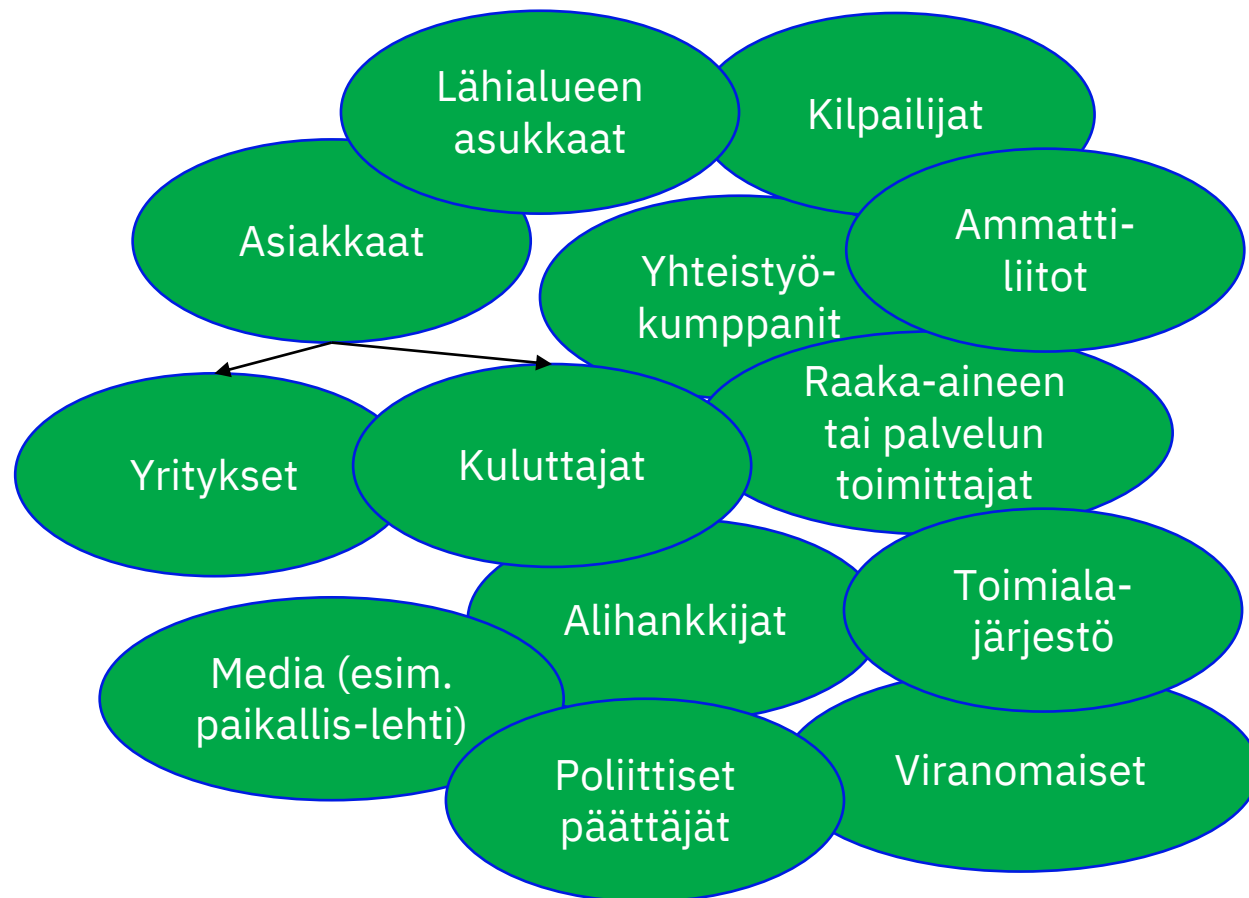 Lähialueen
asukkaat
Kilpailijat
Asiakkaat
Ammatti-
liitot
Yhteistyö-
kumppanit
Raaka-aineen
tai palvelun
toimittajat
Yritykset
Kuluttajat
Alihankkijat
Toimiala-
järjestö
Media (esim.
paikallis-lehti)
Poliittiset
päättäjät
Viranomaiset